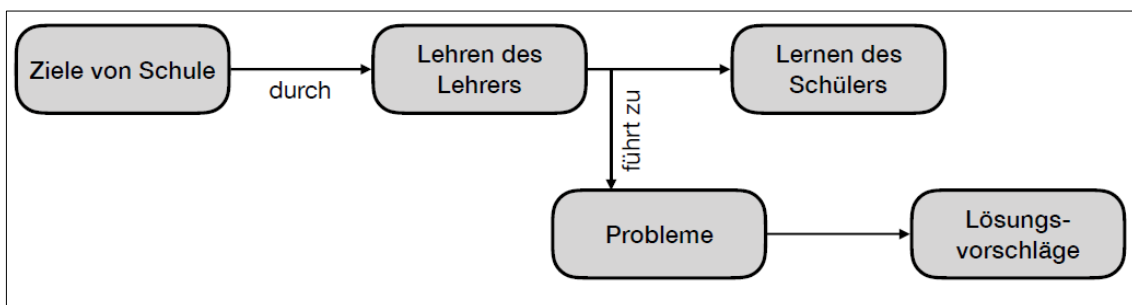 Ziele von Schule
durch
Lehren des
Lehrers
Lernen des
Schülers
führt zu
Probleme
Lösungs-
vorschläge